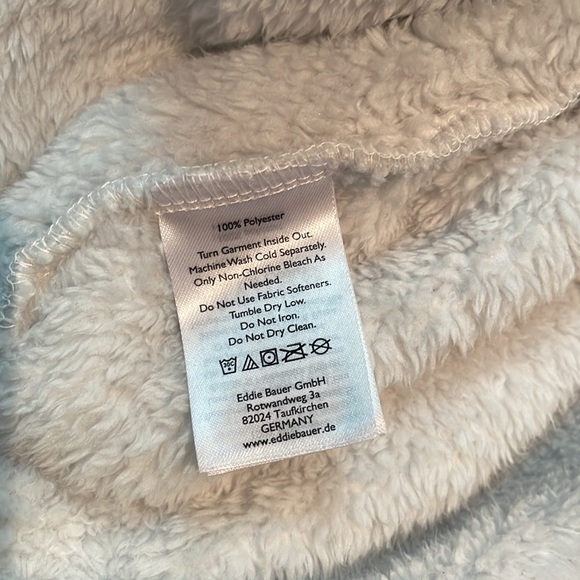 100% Polyester
Turn Garment Inside Out.
Machine Wash Cold Separately.
Only Non-Chlorine Bleach As
Needed.
Do Not Use Fabric Softeners.
Tumble Dry Low.
Do Not Iron.
Do Not Dry Clean.
30C
Eddie Bauer GmbH
Rotwandweg 3a
82024 Taufkirchen
GERMANY
www.eddiebauer.de